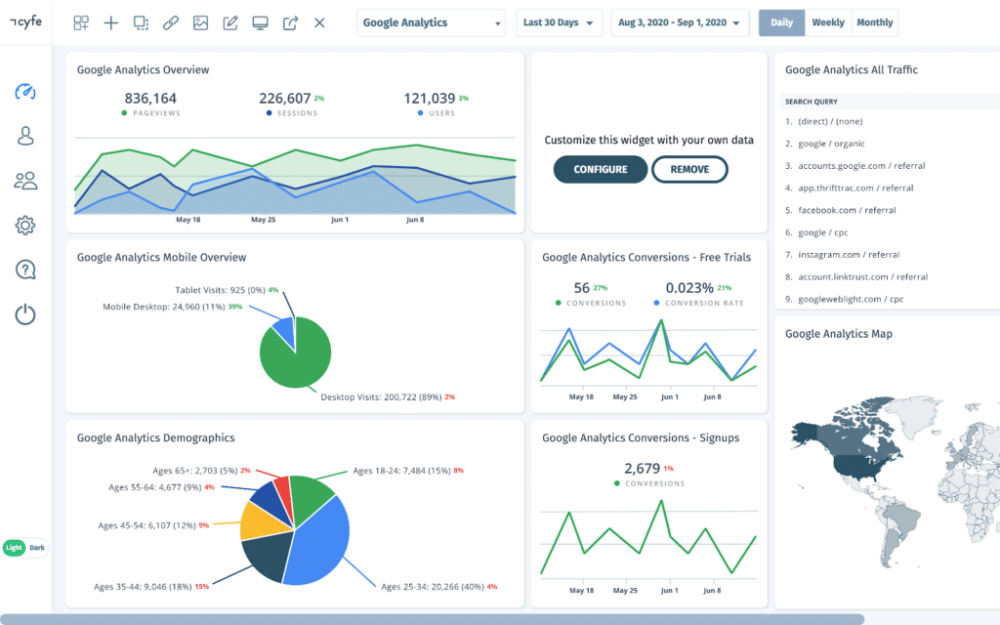 cyfe
Google Analytics
Last 30 Days
Aug 3, 2020 - Sep 1, 2020
Daily
Weekly
Monthly
Google Analytics Overview
836,164
PAGEVIEWS
226,607 2%
SESSIONS
121,039 3%
USERS
May 18
May 25
Jun 1
Jun 8
Customize this widget with your own data
CONFIGURE
REMOVE
Google Analytics All Traffic
SEARCH QUERY
1. (direct) / (none)
2. google / organic
3. accounts.google.com / referral
4. app.thrifttrac.com / referral
5. facebook.com / referral
6. google / cpc
7. instagram.com / referral
8. account.linktrust.com / referral
9. googleweblight.com / cpc
Google Analytics Mobile Overview
Tablet Visits: 925 (0%) 4%
Mobile Desktop: 24,960 (11%) 39%
Desktop Visits: 200,722 (89%) 2%
Google Analytics Conversions - Free Trials
56 27%
CONVERSIONS
0.023% 21%
CONVERSION RATE
May 18
May 25
Jun 1
Jun 8
Google Analytics Map
Google Analytics Demographics
Ages 65+: 2,703 (5%) 2%
Ages 18-24: 7,484 (15%) 8%
Ages 55-64: 4,677 (9%) 4%
Ages 45-54: 6,107 (12%) 9%
Ages 35-44: 9,046 (18%) 15%
Ages 25-34: 20,266 (40%) 4%
Google Analytics Conversions - Signups
2,679 1%
CONVERSIONS
May 18
May 25
Jun 1
Jun 8
Light
Dark